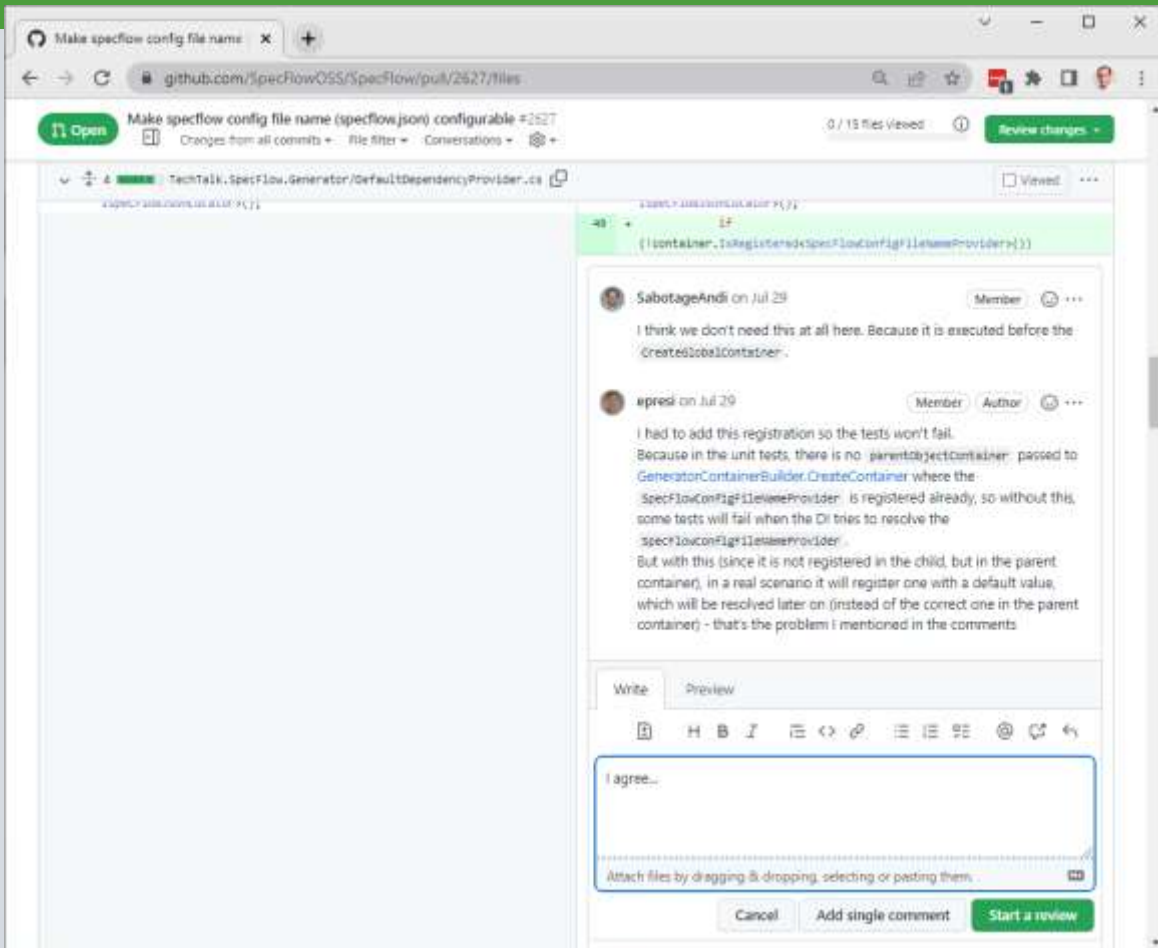 Make specflow config file name
github.com/SpecFlowOSS/SpecFlow/pull/2627/files
Open
Make specflow config file name (specflow.json) configurable #2627
Changes from all commits
File filter
Conversations
0 / 15 files viewed
Review changes
4
TechTalk.SpecFlow.Generator/DefaultDependencyProvider.cs
Viewed
+ if
(!container.IsRegistered<SpecFlowConfigFileNameProvider>())
SabotageAndi on Jul 29
Member
I think we don't need this at all here. Because it is executed before the
CreateGlobalContainer .
epresi on Jul 29
Member
Author
I had to add this registration so the tests won't fail.
Because in the unit tests, there is no parentObjectContainer passed to
GeneratorContainerBuilder.CreateContainer where the
SpecFlowConfigFileNameProvider is registered already, so without this,
some tests will fail when the DI tries to resolve the
SpecFlowConfigFileNameProvider .
But with this (since it is not registered in the child, but in the parent
container), in a real scenario it will register one with a default value,
which will be resolved later on (instead of the correct one in the parent
container) - that's the problem I mentioned in the comments
Write
Preview
H B I
I agree...
Attach files by dragging & dropping, selecting or pasting them.
Cancel
Add single comment
Start a review